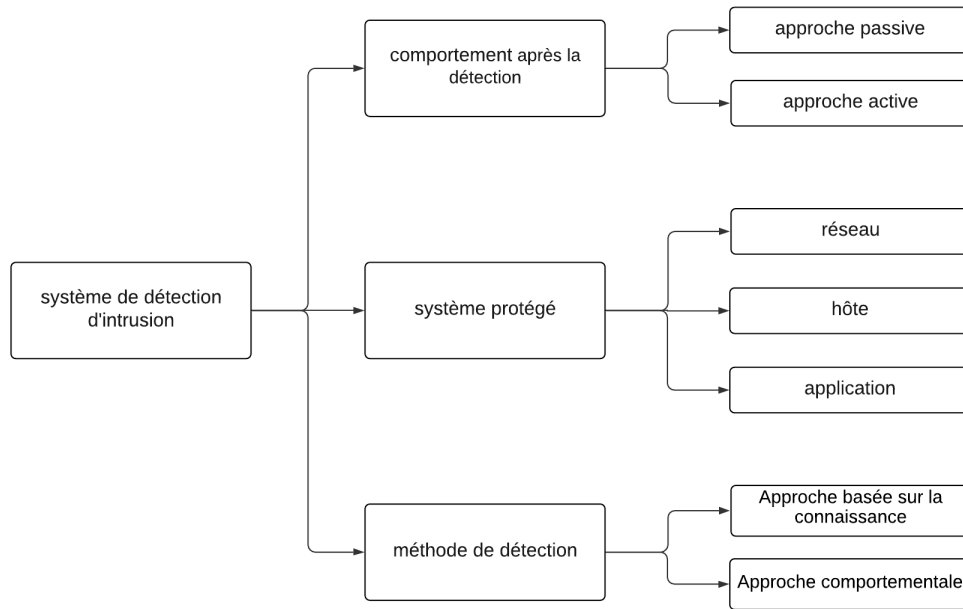 système de détection
d'intrusion
comportement après la
détection
approche passive
approche active
système protégé
réseau
hôte
application
méthode de détection
Approche basée sur la
connaissance
Approche comportementale